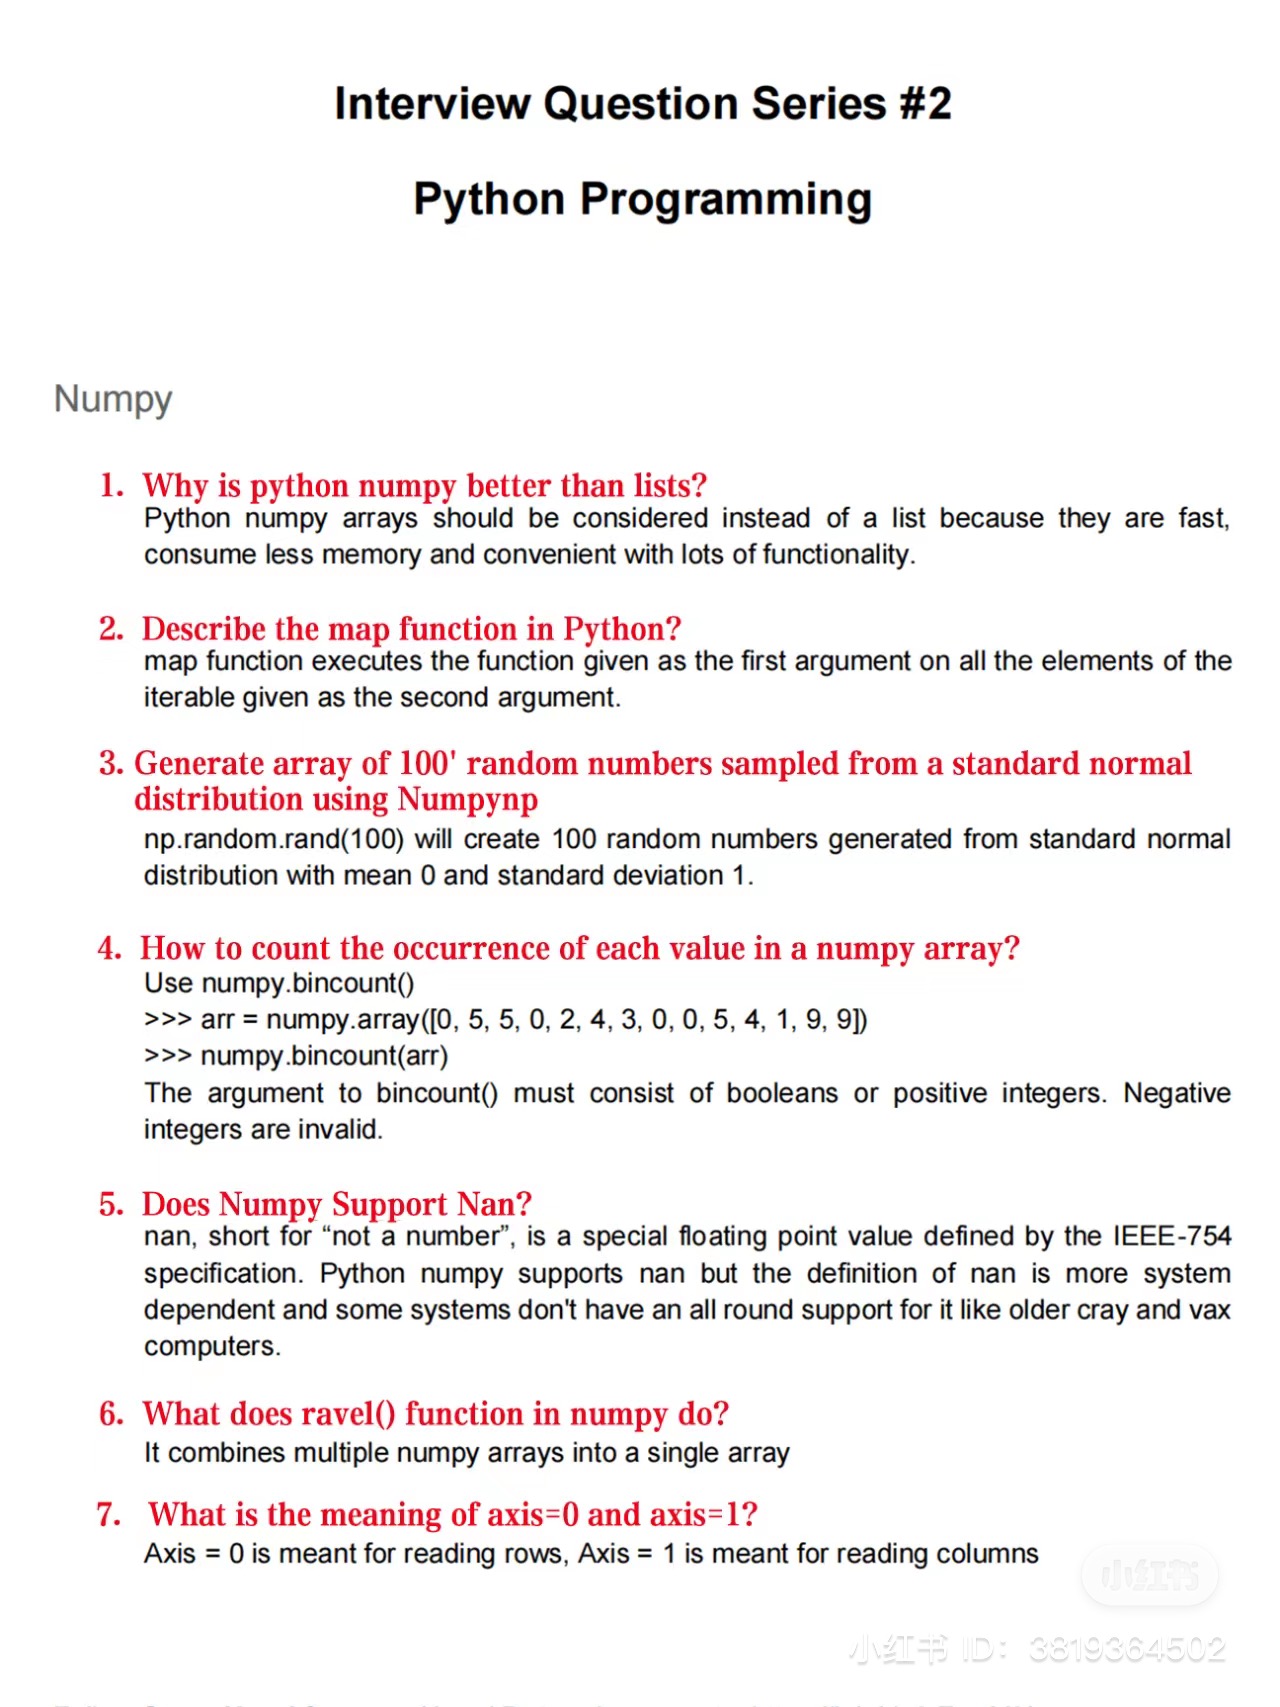 Interview Question Series #2
Python Programming
Numpy
1. Why is python numpy better than lists?
Python numpy arrays should be considered instead of a list because they are fast,
consume less memory and convenient with lots of functionality.
2. Describe the map function in Python?
map function executes the function given as the first argument on all the elements of the
iterable given as the second argument.
3. Generate array of 100' random numbers sampled from a standard normal
distribution using Numpynp
np.random.rand(100) will create 100 random numbers generated from standard normal
distribution with mean 0 and standard deviation 1.
4. How to count the occurrence of each value in a numpy array?
Use numpy.bincount()
>>> arr = numpy.array([0, 5, 5, 0, 2, 4, 3, 0, 0, 5, 4, 1, 9, 9])
>>> numpy.bincount(arr)
The argument to bincount() must consist of booleans or positive integers. Negative
integers are invalid.
5. Does Numpy Support Nan?
nan, short for “not a number”, is a special floating point value defined by the IEEE-754
specification. Python numpy supports nan but the definition of nan is more system
dependent and some systems don't have an all round support for it like older cray and vax
computers.
6. What does ravel() function in numpy do?
It combines multiple numpy arrays into a single array
7. What is the meaning of axis=0 and axis=1?
Axis = 0 is meant for reading rows, Axis = 1 is meant for reading columns
小红书
小红书 ID: 3819364502